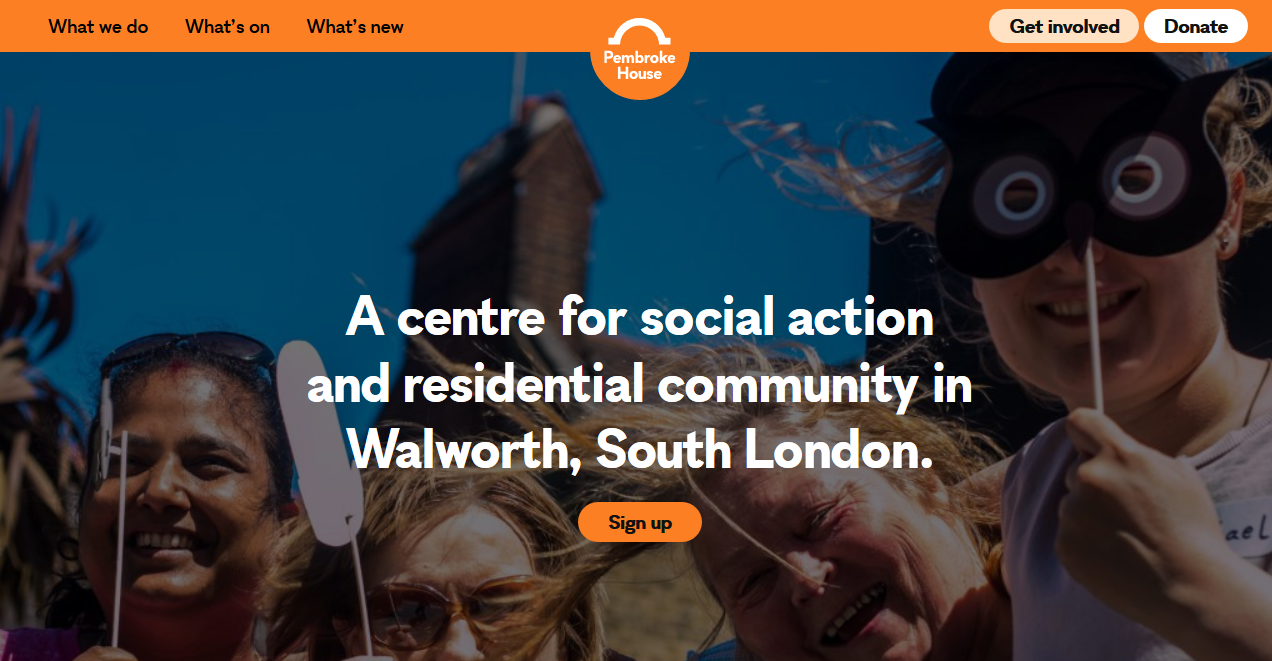 What we do
What's on
What's new
Pembroke
House
Get involved
Donate
A centre for social action
and residential community in
Walworth, South London.
Sign up
ael